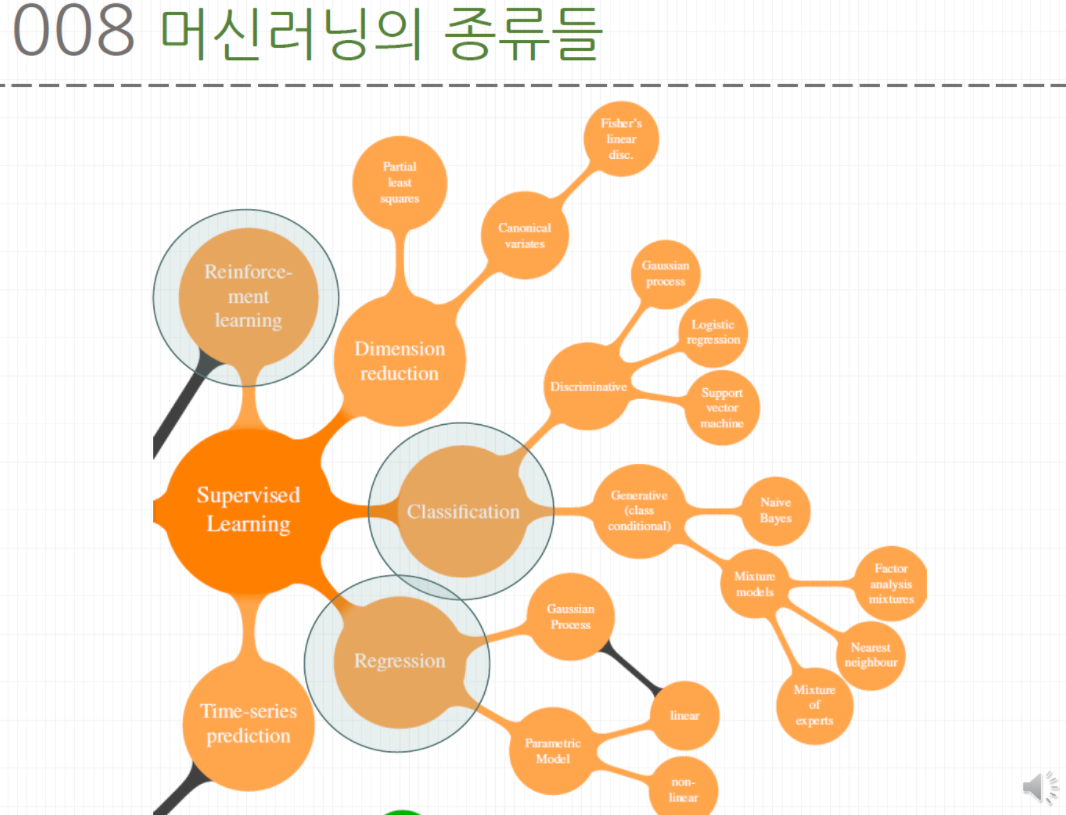 008 머신러닝의 종류들
Fisher's
linear
disc.
Partial
least
squares
Canonical
variates
Reinforce-
ment
learning
Gaussian
process
Logistic
regression
Dimension
reduction
Discriminative
Support
vector
machine
Supervised
Learning
Classification
Generative
(class
conditional)
Naive
Bayes
Mixture
models
Factor
analysis
mixtures
Gaussian
Process
Nearest
neighbour
Regression
Mixture
of
experts
Time-series
prediction
linear
Parametric
Model
non-
linear